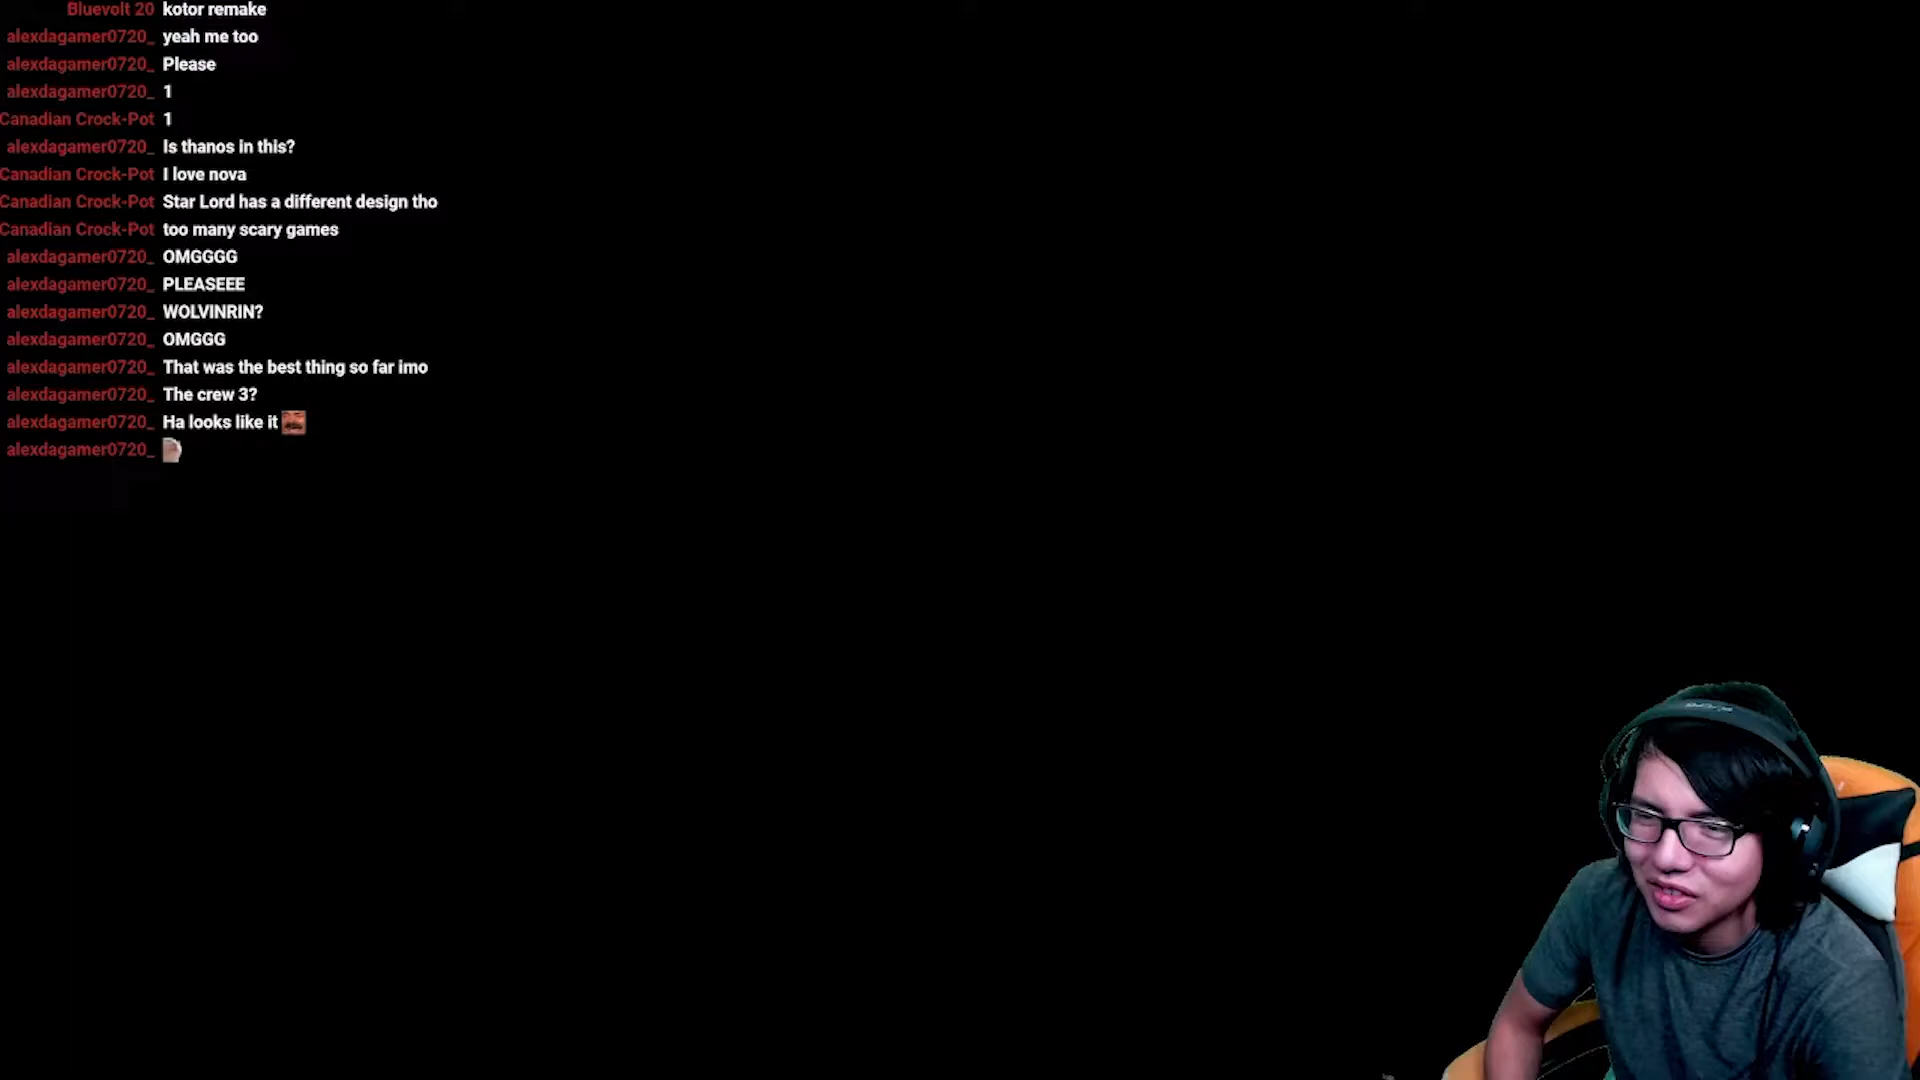 Bluevolt 20 kotor remake
alexdagamer0720_ yeah me too
alexdagamer0720_ Please
alexdagamer0720_ 1
Canadian Crock-Pot 1
alexdagamer0720_ Is thanos in this?
Canadian Crock-Pot I love nova
Canadian Crock-Pot Star Lord has a different design tho
Canadian Crock-Pot too many scary games
alexdagamer0720_ OMGGGG
alexdagamer0720_ PLEASEEE
alexdagamer0720_ WOLVINRIN?
alexdagamer0720_ OMGGG
alexdagamer0720_ That was the best thing so far imo
alexdagamer0720_ The crew 3?
alexdagamer0720_ Ha looks like it
alexdagamer0720_